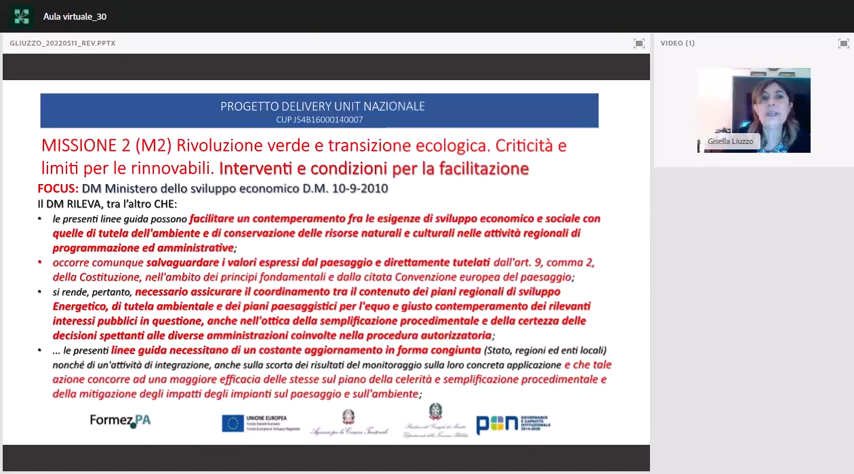 Aula virtuale_30
GLIUZZO_20220511_REV.PPTX
VIDEO (1)
Gisella Liuzzo
PROGETTO DELIVERY UNIT NAZIONALE
CUP J54B16000140007
MISSIONE 2 (M2) Rivoluzione verde e transizione ecologica. Criticità e
limiti per le rinnovabili. Interventi e condizioni per la facilitazione
FOCUS: DM Ministero dello sviluppo economico D.M. 10-9-2010
Il DM RILEVA, tra l'altro CHE:
• le presenti linee guida possono facilitare un contemperamento fra le esigenze di sviluppo economico e sociale con
quelle di tutela dell'ambiente e di conservazione delle risorse naturali e culturali nelle attività regionali di
programmazione ed amministrative;
• occorre comunque salvaguardare i valori espressi dal paesaggio e direttamente tutelati dall'art. 9, comma 2,
della Costituzione, nell'ambito dei principi fondamentali e dalla citata Convenzione europea del paesaggio;
• si rende, pertanto, necessario assicurare il coordinamento tra il contenuto dei piani regionali di sviluppo
Energetico, di tutela ambientale e dei piani paesaggistici per l'equo e giusto contemperamento dei rilevanti
interessi pubblici in questione, anche nell'ottica della semplificazione procedimentale e della certezza delle
decisioni spettanti alle diverse amministrazioni coinvolte nella procedura autorizzatoria;
• ... le presenti linee guida necessitano di un costante aggiornamento in forma congiunta (Stato, regioni ed enti locali)
nonché di un'attività di integrazione, anche sulla scorta dei risultati del monitoraggio sulla loro concreta applicazione e che tale
azione concorre ad una maggiore efficacia delle stesse sul piano della celerità e semplificazione procedimentale e
della mitigazione degli impatti degli impianti sul paesaggio e sull'ambiente;
Formez PA
UNIONE EUROPEA
Agenzia per la Coesione Territoriale
pon
GOVERNANCE
E CAPACITÀ
ISTITUZIONALE
2014-2020